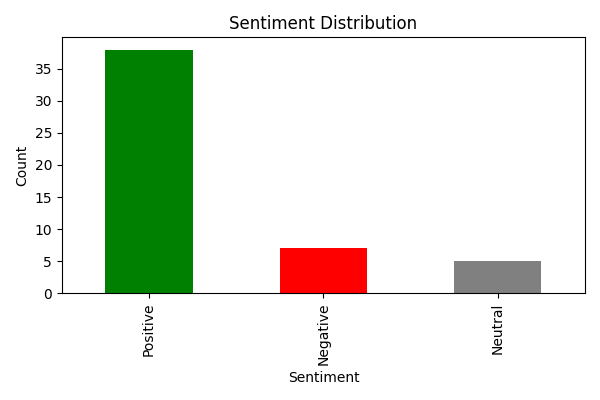 Sentiment Distribution
35
30
25
20
15
10
5
0
Count
Positive
Negative
Neutral
Sentiment